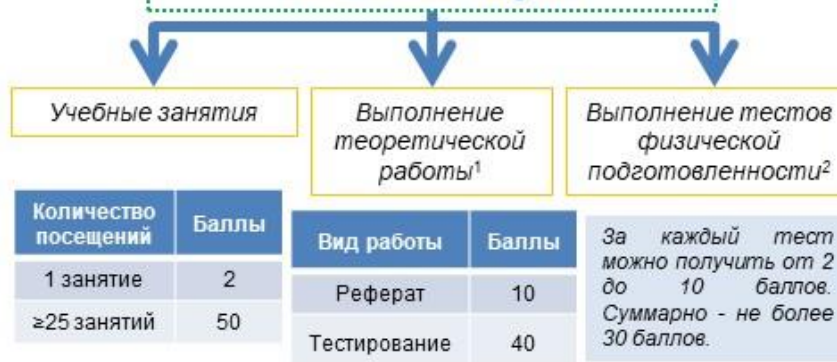 Учебные занятия
Выполнение
теоретической
работы¹
Выполнение тестов
физической
подготовленности²
Количество
посещений
Баллы
1 занятие
2
≥25 занятий
50
Вид работы
Баллы
Реферат
10
Тестирование
40
За каждый тест
можно получить от 2
до 10 баллов.
Суммарно - не более
30 баллов.